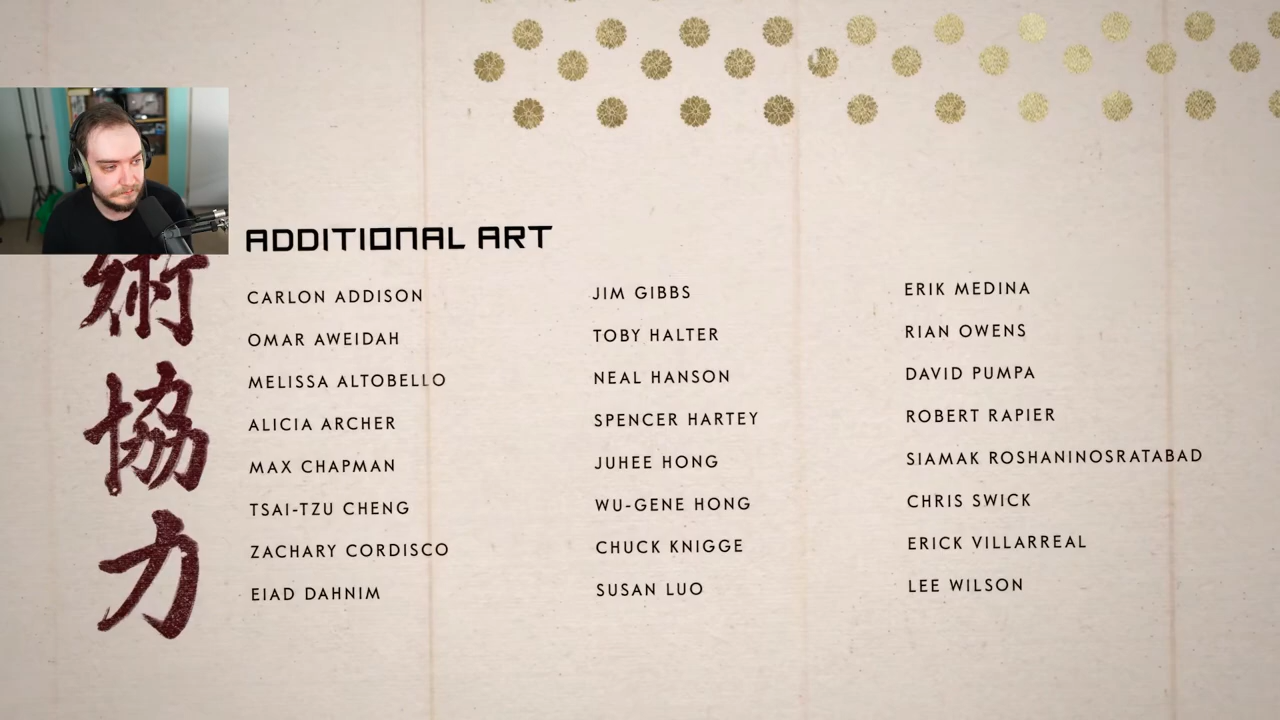 術
協
力
ADDITIONAL ART
CARLON ADDISON
OMAR AWEIDAH
MELISSA ALTOBELLO
ALICIA ARCHER
MAX CHAPMAN
TSAI-TZU CHENG
ZACHARY CORDISCO
EIAD DAHNIM
JIM GIBBS
TOBY HALTER
NEAL HANSON
SPENCER HARTEY
JUHEE HONG
WU-GENE HONG
CHUCK KNIGGE
SUSAN LUO
ERIK MEDINA
RIAN OWENS
DAVID PUMPA
ROBERT RAPIER
SIAMAK ROSHANINOSRATABAD
CHRIS SWICK
ERICK VILLARREAL
LEE WILSON